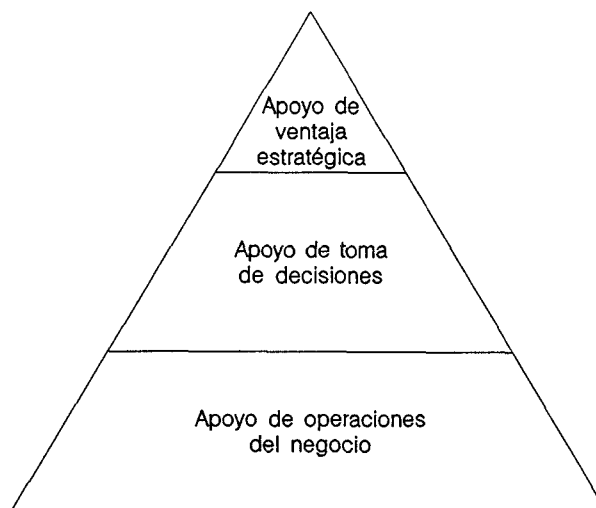 Apoyo de
ventaja
estratégica
Apoyo de toma
de decisiones
Apoyo de operaciones
del negocio